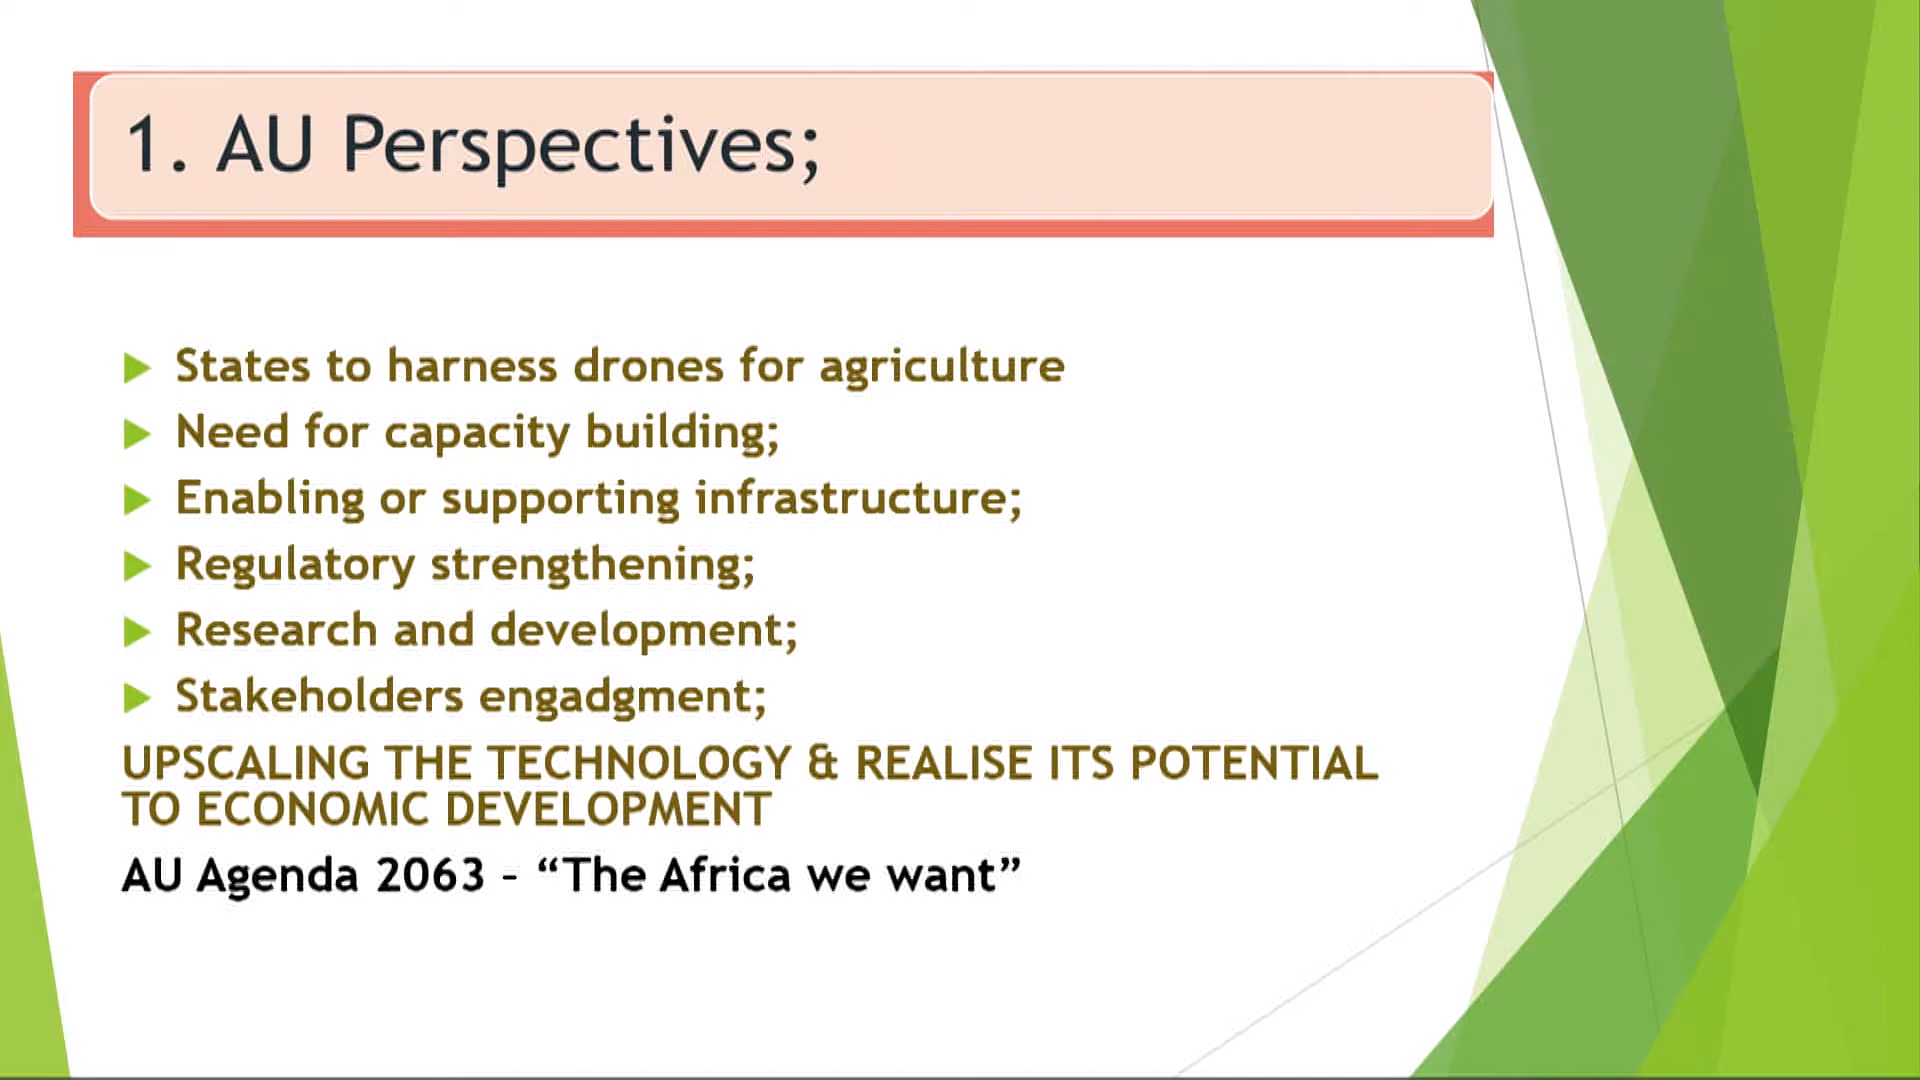 1. AU Perspectives;
States to harness drones for agriculture
Need for capacity building;
Enabling or supporting infrastructure;
Regulatory strengthening;
Research and development;
Stakeholders engadgment;
UPSCALING THE TECHNOLOGY & REALISE ITS POTENTIAL
TO ECONOMIC DEVELOPMENT
AU Agenda 2063 – “The Africa we want”